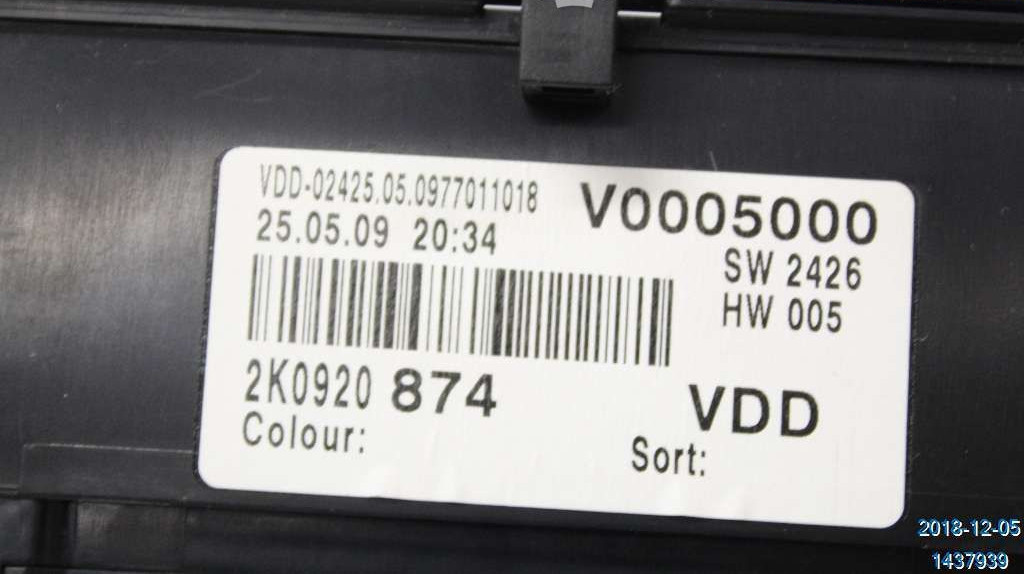 VDD-02425.05.0977011018
V0005000
25.05.09 20:34
SW 2426
HW 005
2K0920 874
VDD
Colour:
Sort:
2018-12-05
1437939